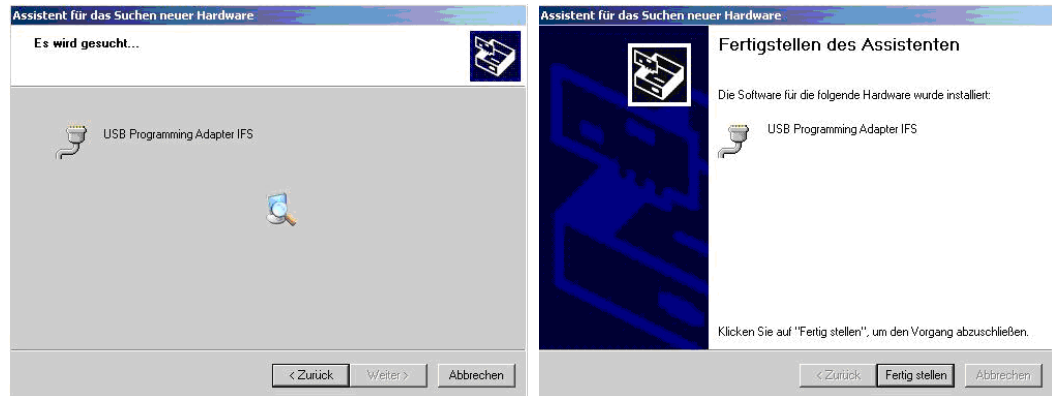 Assistent für das Suchen neuer Hardware
Es wird gesucht...
USB Programming Adapter IFS
< Zurück
Weiter >
Abbrechen
Assistent für das Suchen neuer Hardware
Fertigstellen des Assistenten
Die Software für die folgende Hardware wurde installiert:
USB Programming Adapter IFS
Klicken Sie auf "Fertig stellen", um den Vorgang abzuschließen.
< Zurück
Fertig stellen
Abbrechen